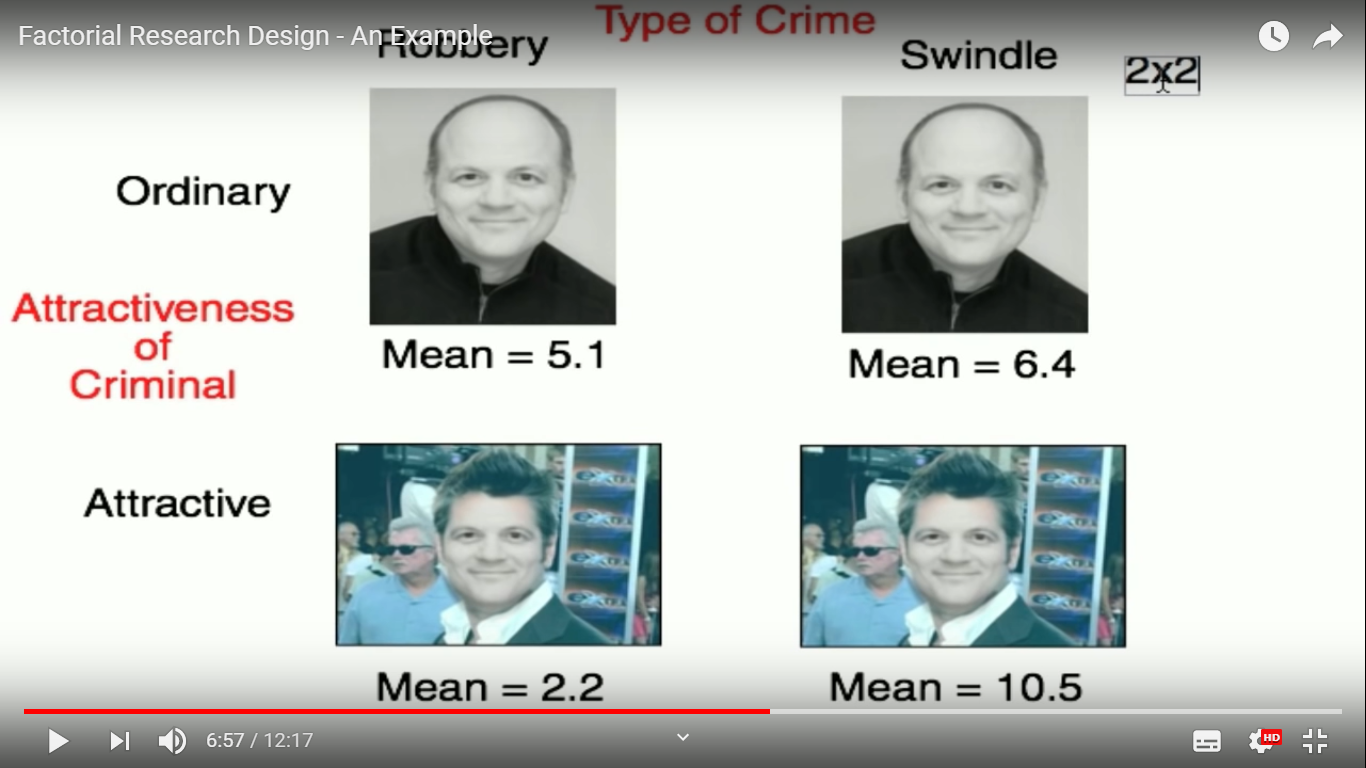 Factorial Research Design - An Example
Type of Crime
Robbery
Swindle
2x2
Ordinary
Attractiveness
of
Criminal
Mean = 5.1
Mean = 6.4
Attractive
Mean = 2.2
Mean = 10.5
6:57 / 12:17
HD